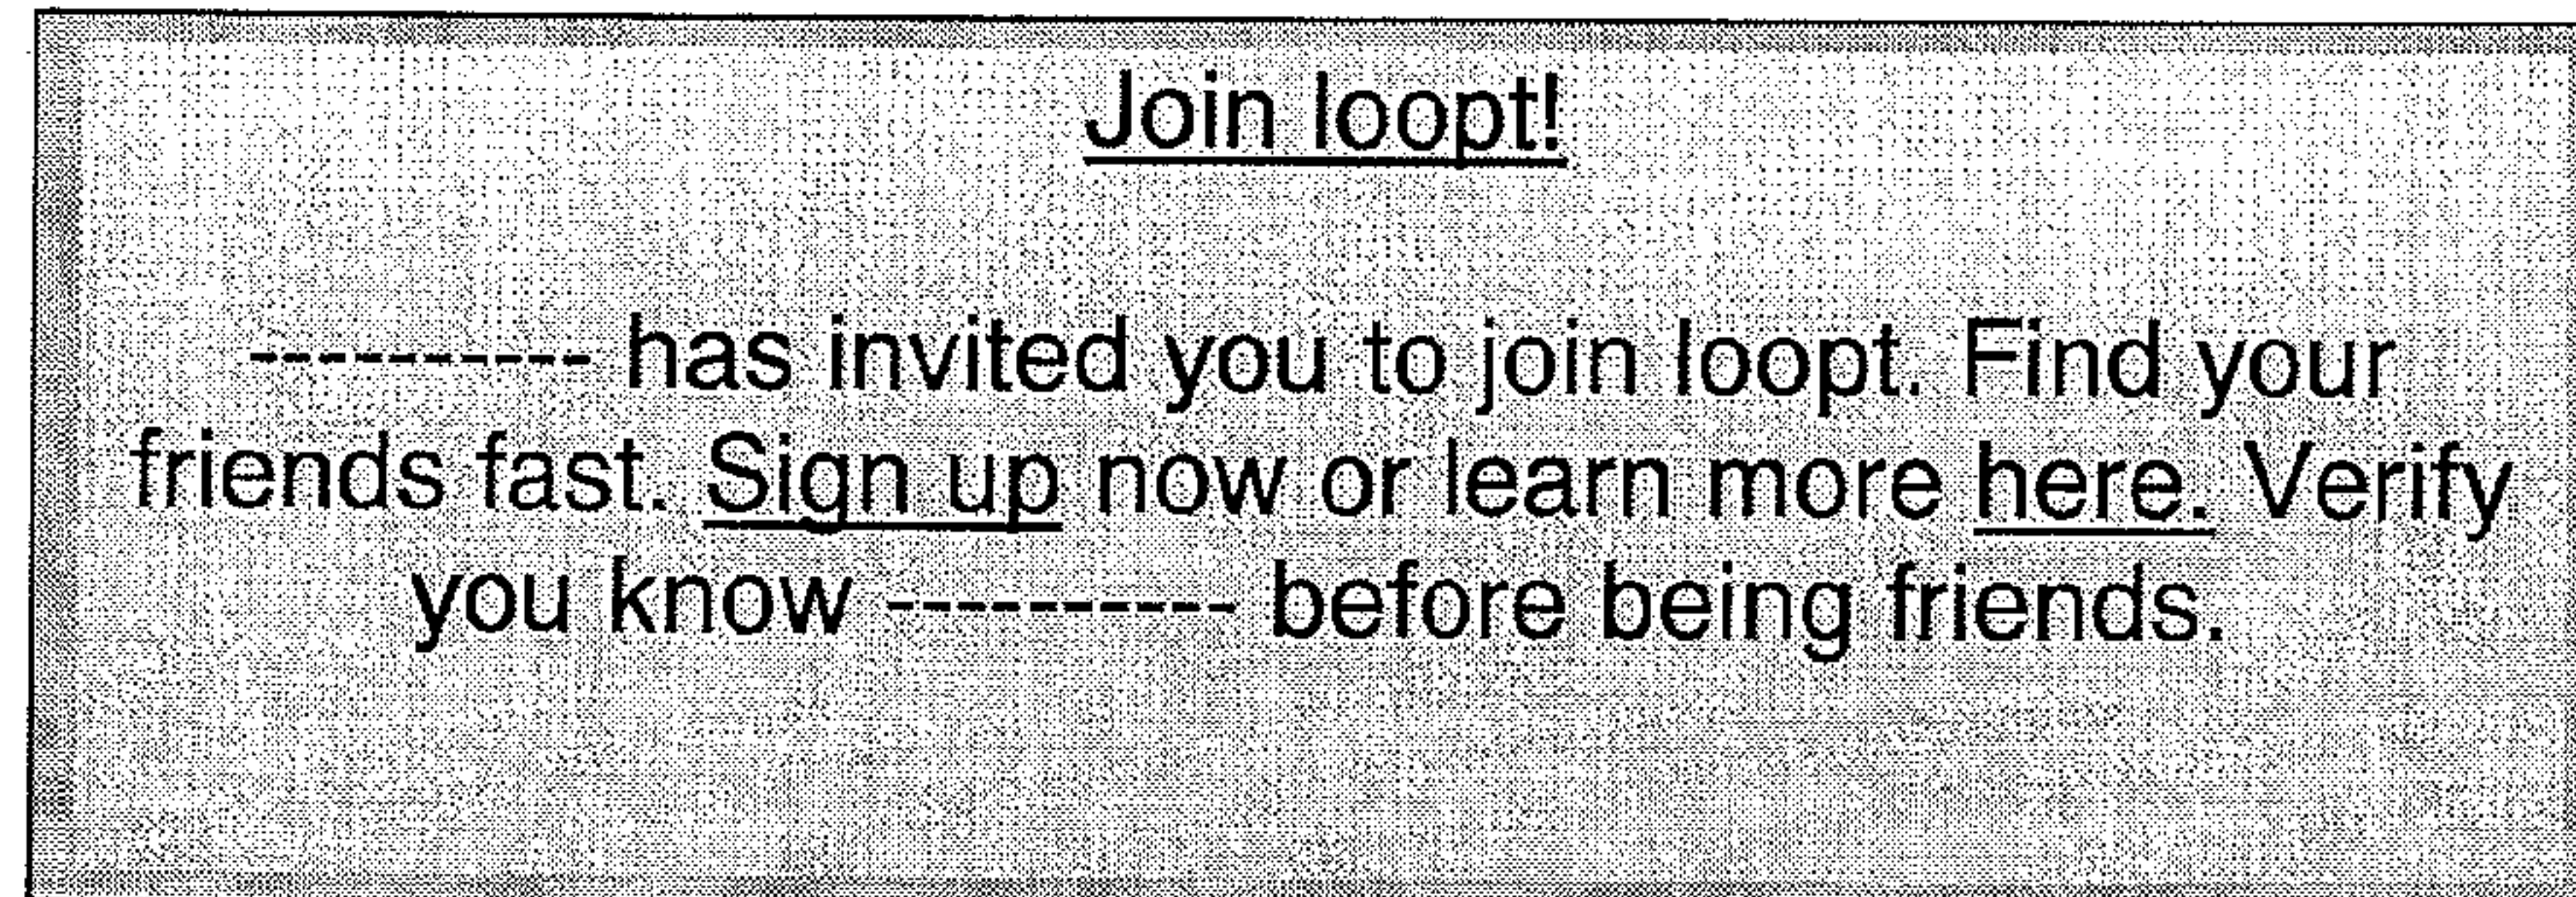 Join loopt!
---------- has invited you to join loopt. Find your
friends fast. Sign up now or learn more here. Verify
you know ---------- before being friends.